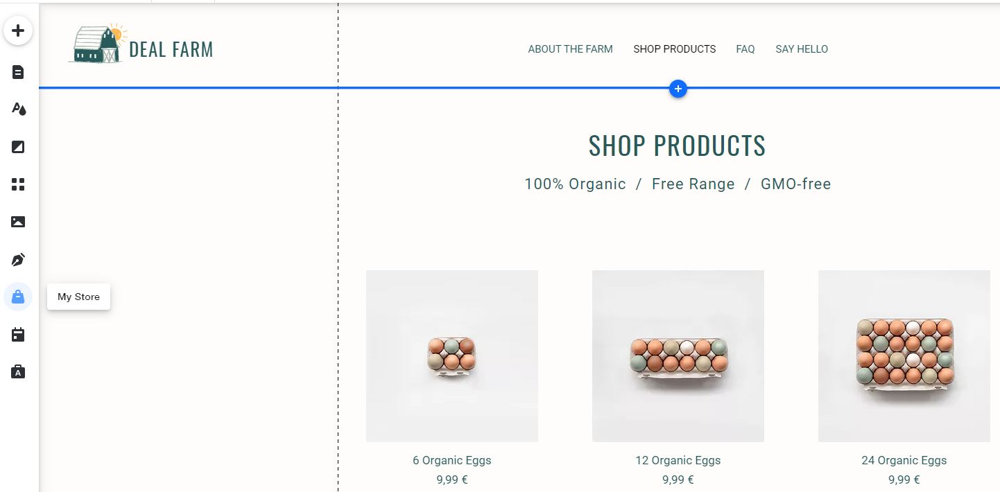 DEAL FARM
ABOUT THE FARM SHOP PRODUCTS FAQ SAY HELLO
SHOP PRODUCTS
100% Organic / Free Range / GMO-free
My Store
6 Organic Eggs
9,99 €
12 Organic Eggs
9,99 €
24 Organic Eggs
9,99 €